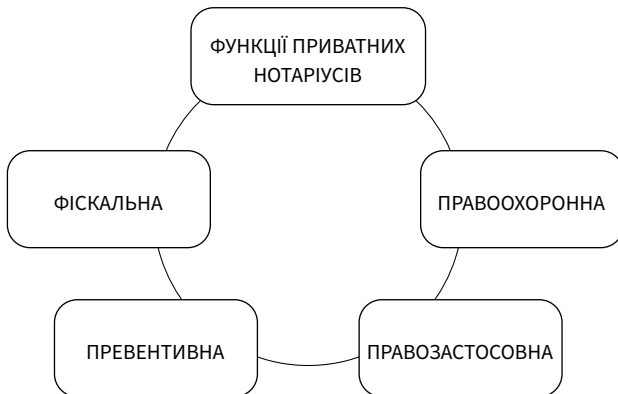 ФУНКЦІЇ ПРИВАТНИХ
НОТАРІУСІВ
ФІСКАЛЬНА
ПРАВООХОРОННА
ПРЕВЕНТИВНА
ПРАВОЗАСТОСОВНА